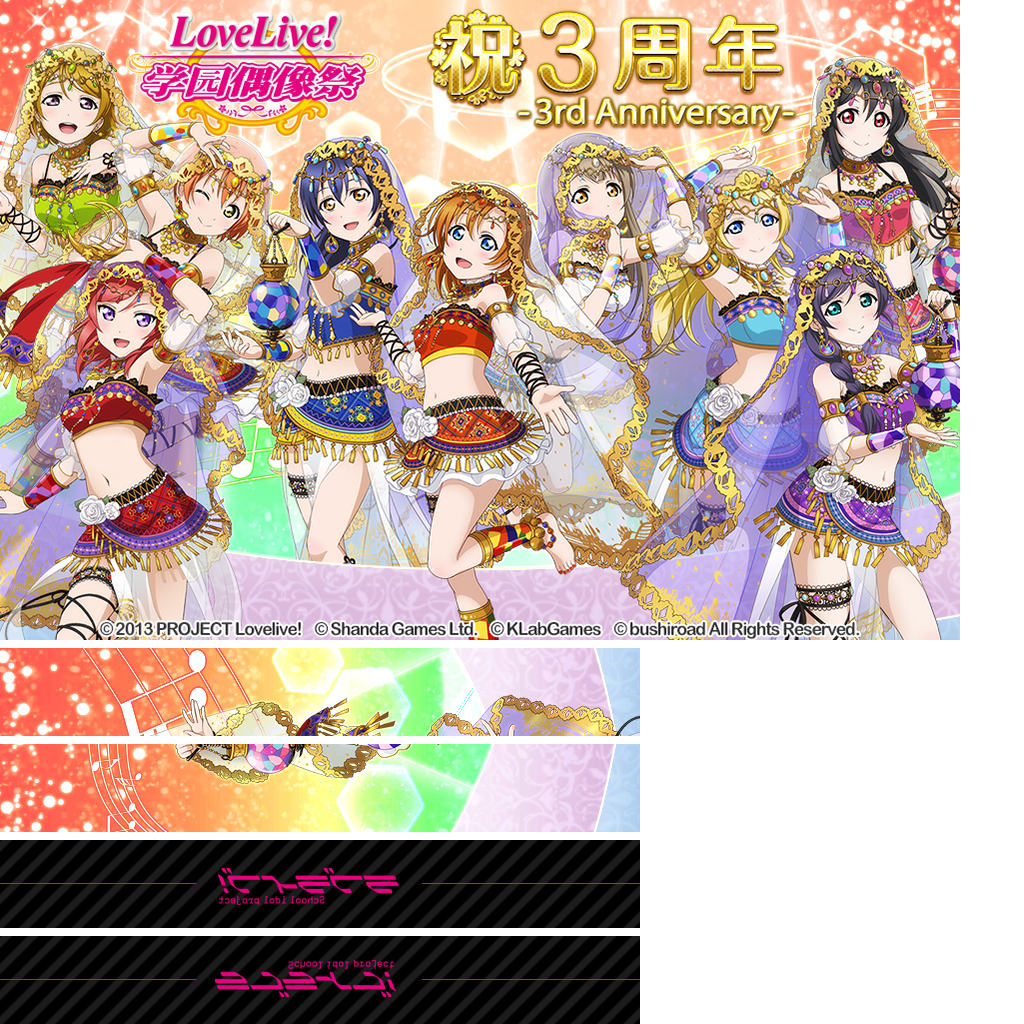 LoveLive!
学园偶像祭
祝3周年
-3rd Anniversary-
© 2013 PROJECT Lovelive! © Shanda Games Ltd. © KLabGames © bushiroad All Rights Reserved.
ラブライブ!
School idol project
School idol project
ラブライブ!